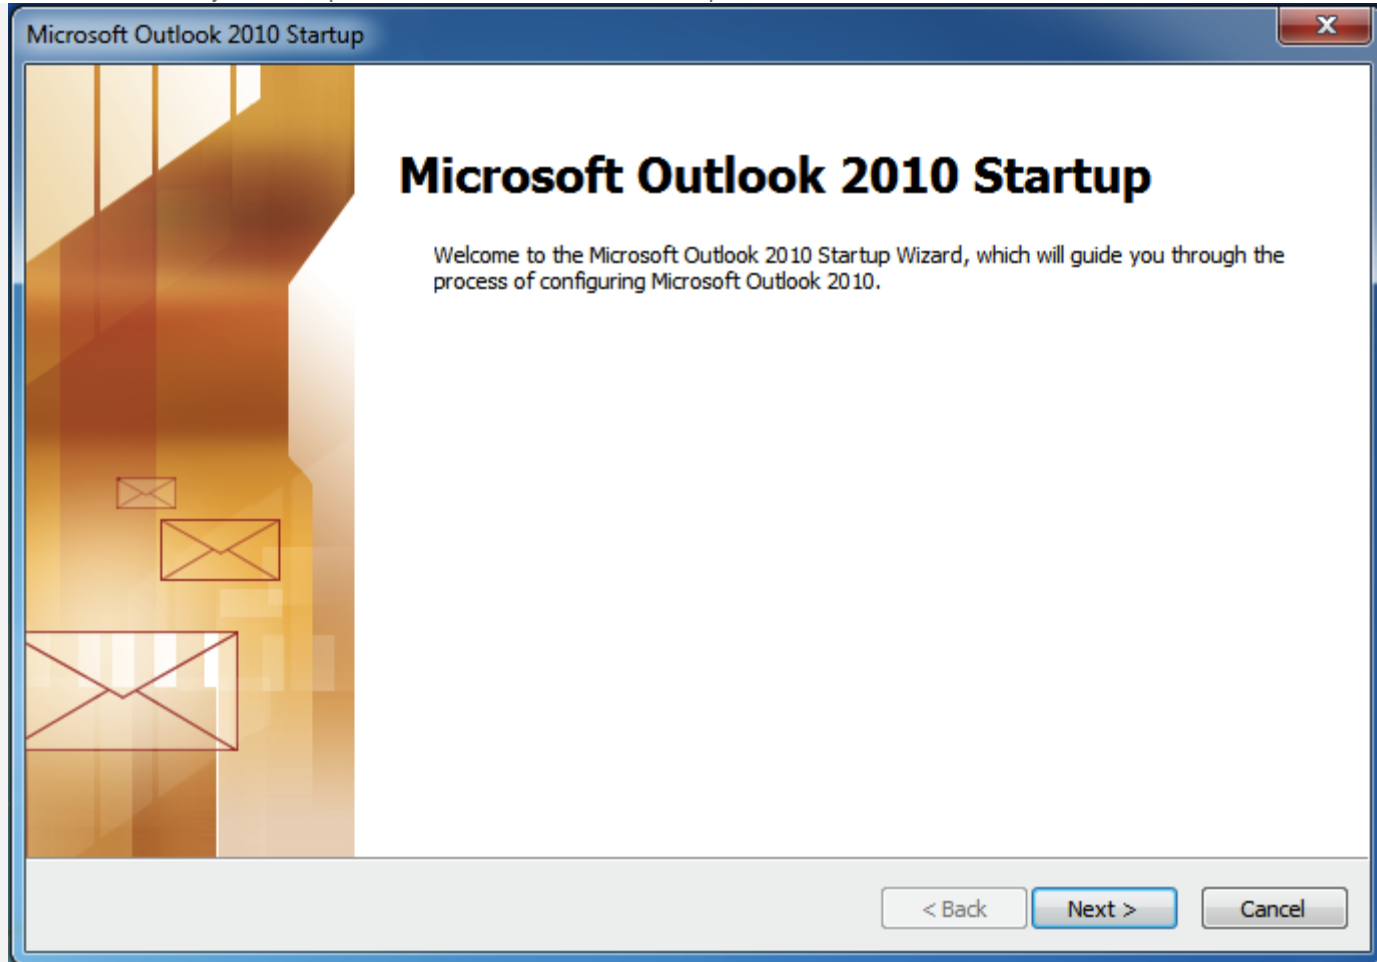 Microsoft Outlook 2010 Startup
Microsoft Outlook 2010 Startup
Welcome to the Microsoft Outlook 2010 Startup Wizard, which will guide you through the
process of configuring Microsoft Outlook 2010.
< Back Next > Cancel